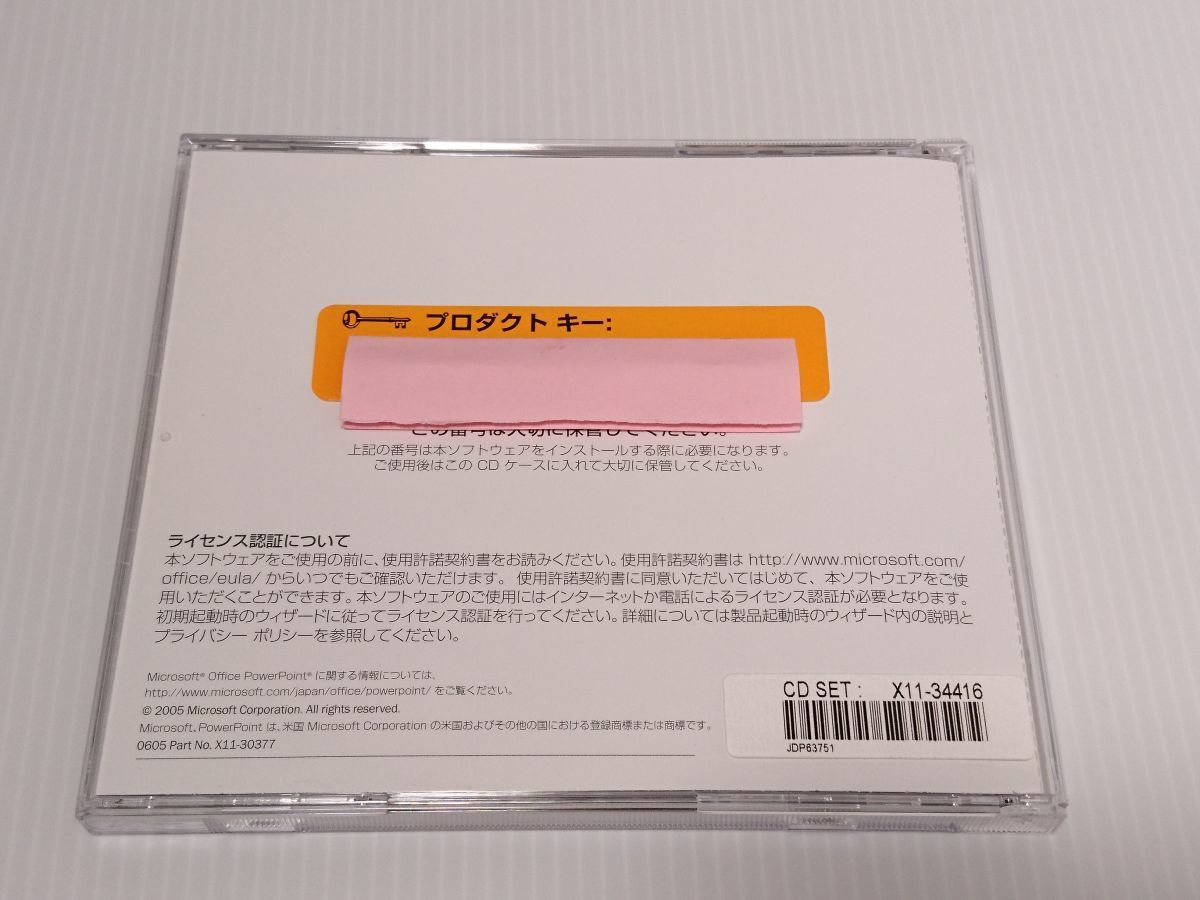 プロダクト キー:
この番号は大切に保管してください。
上記の番号は本ソフトウェアをインストールする際に必要になります。
ご使用後はこの CD ケースに入れて大切に保管してください。
ライセンス認証について
本ソフトウェアをご使用の前に、使用許諾契約書をお読みください。使用許諾契約書は http://www.microsoft.com/
office/eula/ からいつでもご確認いただけます。 使用許諾契約書に同意いただいてはじめて、本ソフトウェアをご使
用いただくことができます。本ソフトウェアのご使用にはインターネットか電話によるライセンス認証が必要となります。
初期起動時のウィザードに従ってライセンス認証を行ってください。詳細については製品起動時のウィザード内の説明と
プライバシー ポリシーを参照してください。
Microsoft® Office PowerPoint® に関する情報については、
http://www.microsoft.com/japan/office/powerpoint/ をご覧ください。
© 2005 Microsoft Corporation. All rights reserved.
Microsoft、PowerPoint は、米国 Microsoft Corporation の米国およびその他の国における登録商標または商標です。
0605 Part No. X11-30377
CD SET : X11-34416
JDP63751